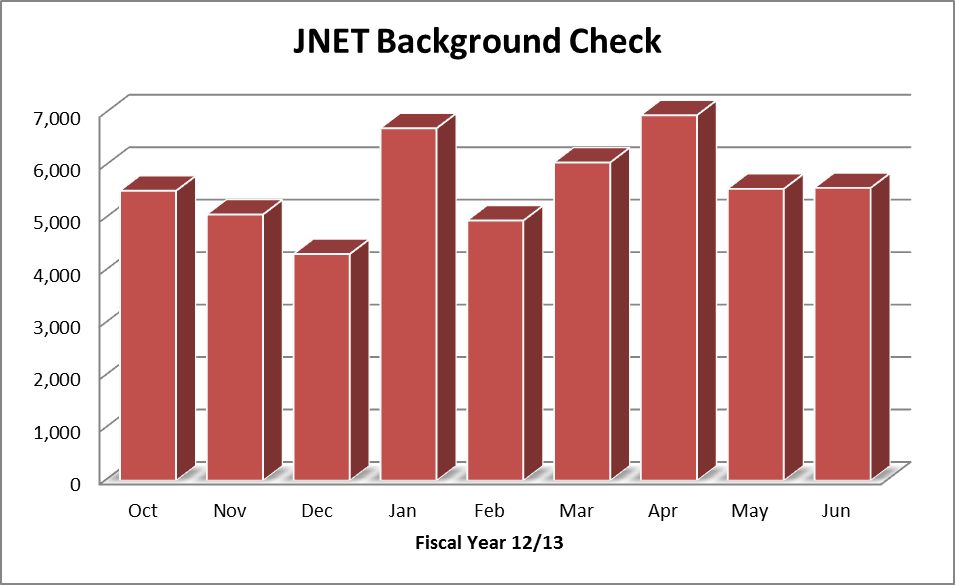 JNET Background Check
7,000
6,000
5,000
4,000
3,000
2,000
1,000
0
Oct Nov Dec Jan Feb Mar Apr May Jun
Fiscal Year 12/13